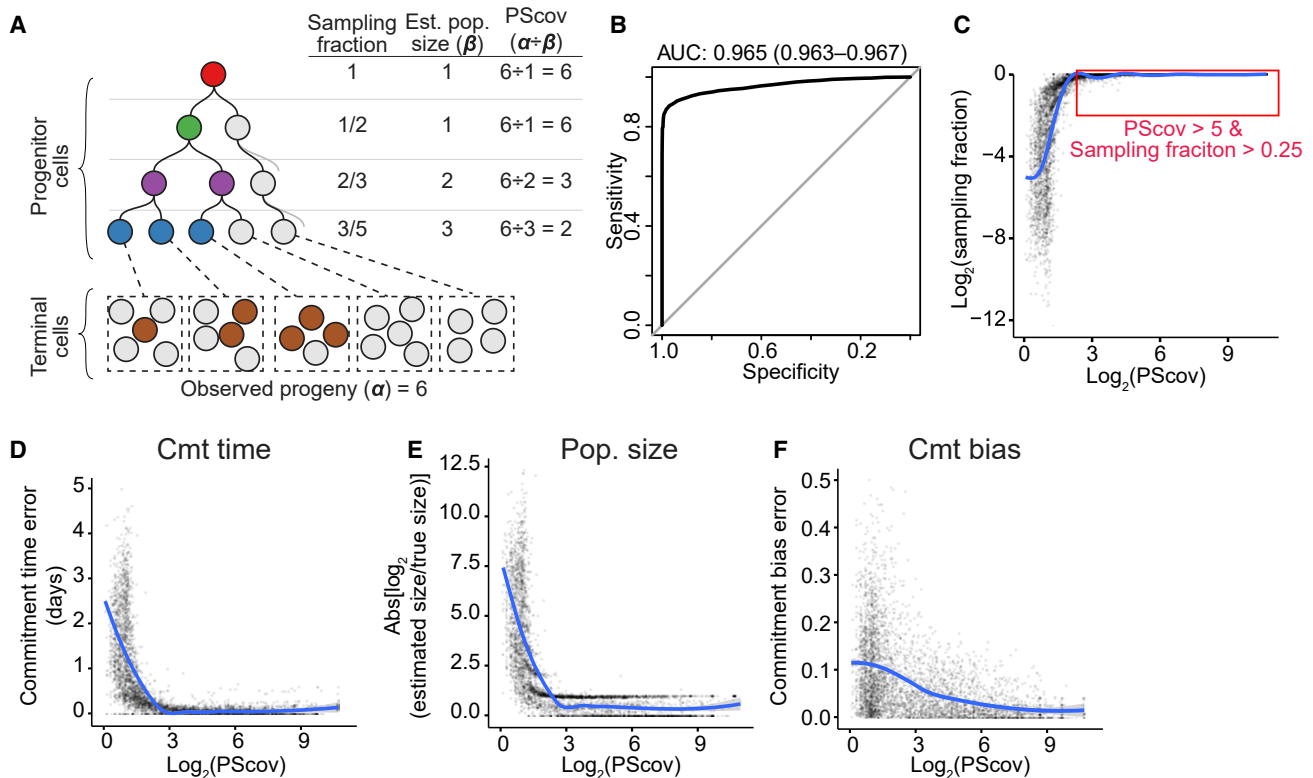 A
Sampling fraction
Est. pop. size (β)
PScov (α÷β)
1
1
6÷1 = 6
1/2
1
6÷1 = 6
2/3
2
6÷2 = 3
3/5
3
6÷3 = 2
Progenitor cells
Terminal cells
Observed progeny (α) = 6
B
AUC: 0.965 (0.963–0.967)
Sensitivity
0.8
0.4
0.0
1.0
0.6
0.2
Specificity
C
Log2(sampling fraction)
0
−4
−8
−12
PScov > 5 &
Sampling fraciton > 0.25
0
3
6
9
Log2(PScov)
D
Cmt time
Commitment time error
(days)
5
4
3
2
1
0
0
3
6
9
Log2(PScov)
E
Pop. size
Abs[log2
(estimated size/true size)]
12.5
10.0
7.5
5.0
2.5
0.0
0
3
6
9
Log2(PScov)
F
Cmt bias
Commitment bias error
0.5
0.4
0.3
0.2
0.1
0.0
0
3
6
9
Log2(PScov)